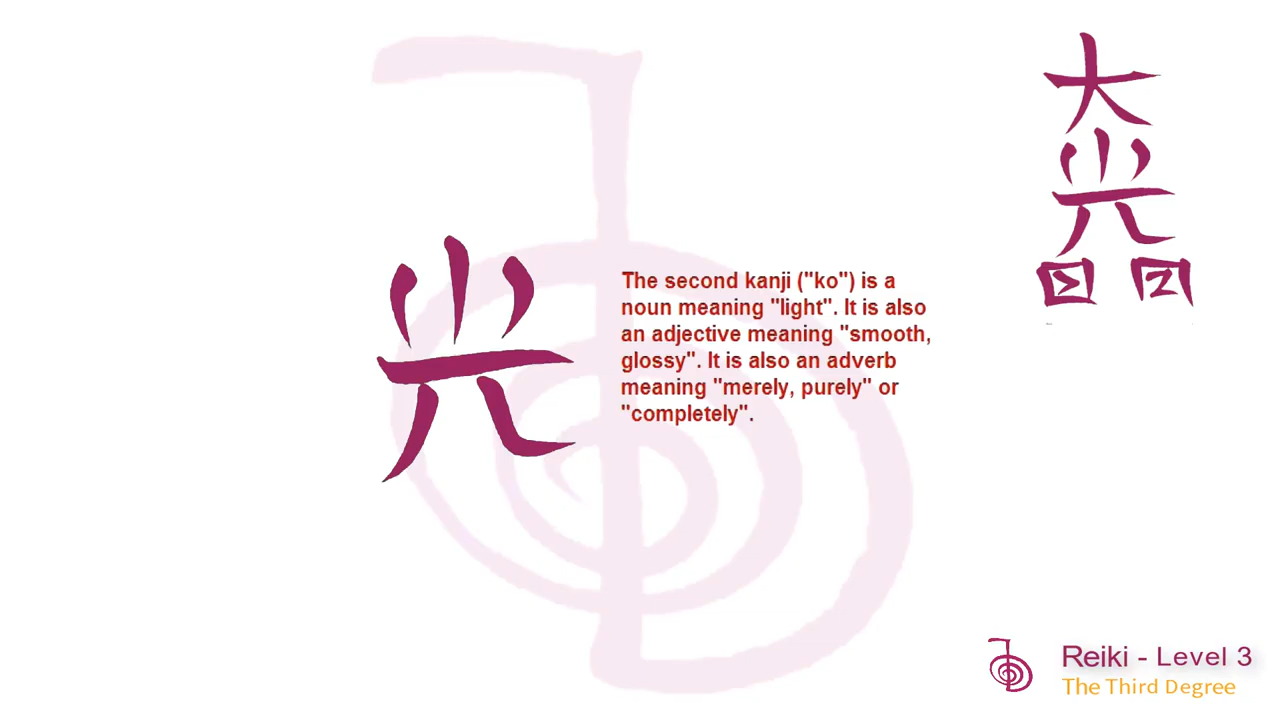 大
光
光
The second kanji ("ko") is a
noun meaning "light". It is also
an adjective meaning "smooth,
glossy". It is also an adverb
meaning "merely, purely" or
"completely".
Reiki - Level 3
The Third Degree